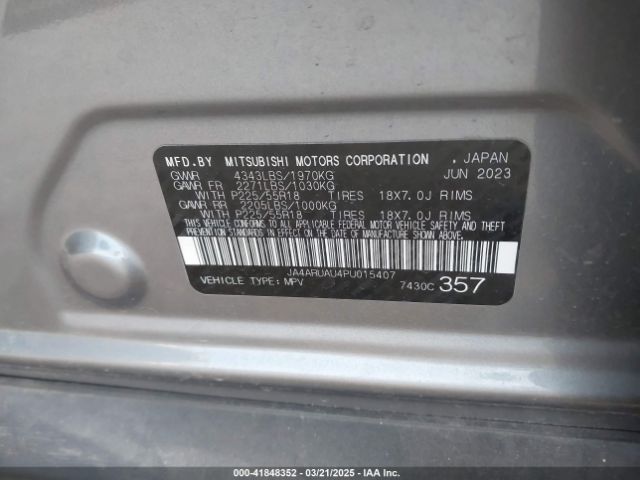 MFD.BY MITSUBISHI MOTORS CORPORATION . JAPAN
GVWR 4343LBS/1970KG JUN 2023
GAWR FR 2271LBS/1030KG
WITH P225/55R18 TIRES 18X7.0J RIMS
GAWR RR 2205LBS/1000KG
WITH P225/55R18 TIRES 18X7.0J RIMS
THIS VEHICLE CONFORMS TO ALL APPLICABLE FEDERAL MOTOR VEHICLE SAFETY AND THEFT
PREVENTION STANDARDS IN EFFECT ON THE DATE OF MANUFACTURE SHOWN ABOVE.
JA4ARUAU4PU015407
VEHICLE TYPE: MPV 7430C 357
000-41848352 / 03/21/2025 / IAA Inc.